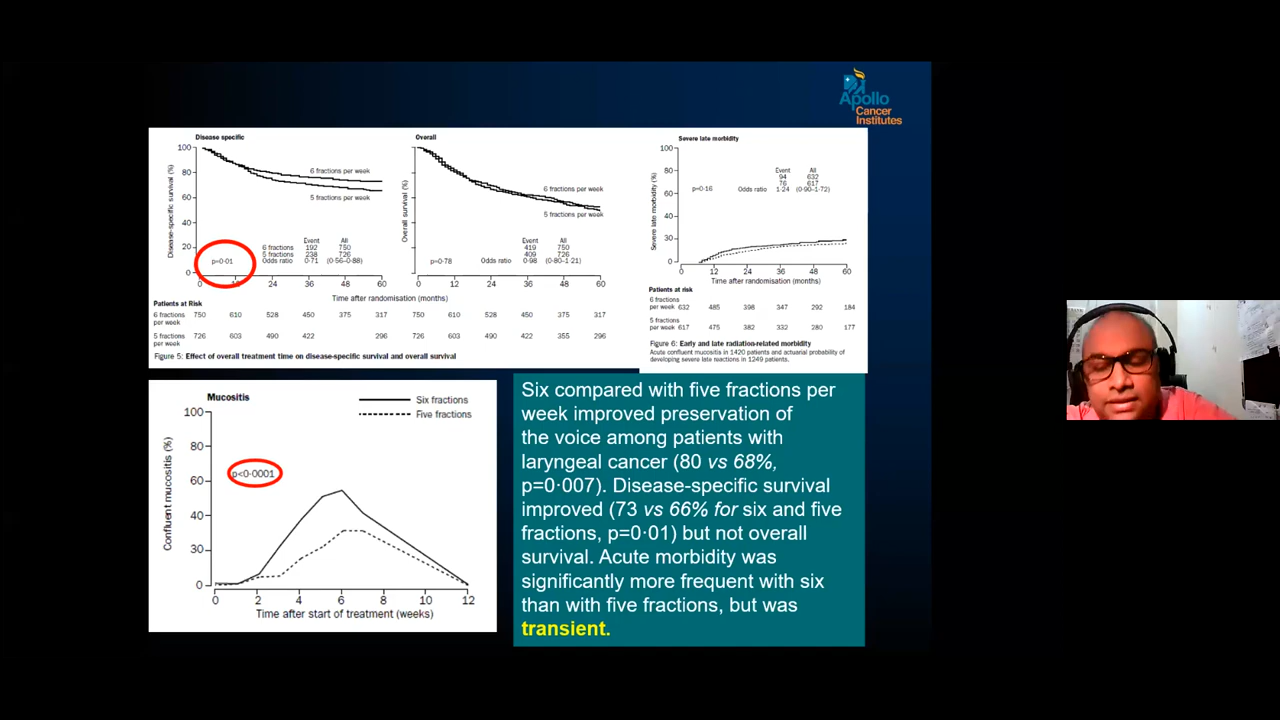 Apollo
Cancer
Institutes
Disease specific
100
80
60
40
20
0
Disease-specific survival (%)
6 fractions per week
5 fractions per week
Event All
6 fractions 192 750
5 fractions 238 726
Odds ratio 0·71 (0·56–0·88)
p=0·01
0 12 24 36 48 60
Overall
Overall survival (%)
6 fractions per week
5 fractions per week
Event All
419 750
409 726
p=0·78 Odds ratio 0·98 (0·80–1·21)
0 12 24 36 48 60
Time after randomisation (months)
Patients at Risk
6 fractions per week 750 610 528 450 375 317 750 610 528 450 375 317
5 fractions per week 726 603 490 422 296 726 603 490 422 355 296
Figure 5: Effect of overall treatment time on disease-specific survival and overall survival
Severe late morbidity
100
80
60
40
30
0
Severe late morbidity (%)
Event All
94 632
76 617
p=0·16 Odds ratio 1·24 (0·90–1·72)
0 12 24 36 48 60
Time after randomisation (months)
Patients at risk
6 fractions
per week 632 485 398 347 292 184
5 fractions
per week 617 475 382 332 280 177
Figure 6: Early and late radiation-related morbidity
Acute confluent mucositis in 1420 patients and actuarial probability of
developing severe late reactions in 1249 patients.
Mucositis
Six fractions
Five fractions
100
80
60
40
30
0
Confluent mucositis (%)
p<0·0001
0 2 4 6 8 10 12
Time after start of treatment (weeks)
Six compared with five fractions per
week improved preservation of
the voice among patients with
laryngeal cancer (80 vs 68%,
p=0·007). Disease-specific survival
improved (73 vs 66% for six and five
fractions, p=0·01) but not overall
survival. Acute morbidity was
significantly more frequent with six
than with five fractions, but was
transient.